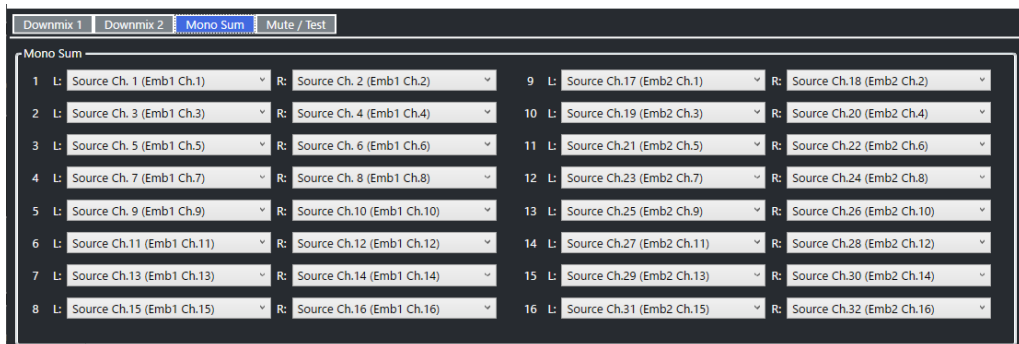 Downmix 1 Downmix 2 Mono Sum Mute / Test
Mono Sum
1 L: Source Ch. 1 (Emb1 Ch.1) R: Source Ch. 2 (Emb1 Ch.2) 9 L: Source Ch.17 (Emb2 Ch.1) R: Source Ch.18 (Emb2 Ch.2)
2 L: Source Ch. 3 (Emb1 Ch.3) R: Source Ch. 4 (Emb1 Ch.4) 10 L: Source Ch.19 (Emb2 Ch.3) R: Source Ch.20 (Emb2 Ch.4)
3 L: Source Ch. 5 (Emb1 Ch.5) R: Source Ch. 6 (Emb1 Ch.6) 11 L: Source Ch.21 (Emb2 Ch.5) R: Source Ch.22 (Emb2 Ch.6)
4 L: Source Ch. 7 (Emb1 Ch.7) R: Source Ch. 8 (Emb1 Ch.8) 12 L: Source Ch.23 (Emb2 Ch.7) R: Source Ch.24 (Emb2 Ch.8)
5 L: Source Ch. 9 (Emb1 Ch.9) R: Source Ch.10 (Emb1 Ch.10) 13 L: Source Ch.25 (Emb2 Ch.9) R: Source Ch.26 (Emb2 Ch.10)
6 L: Source Ch.11 (Emb1 Ch.11) R: Source Ch.12 (Emb1 Ch.12) 14 L: Source Ch.27 (Emb2 Ch.11) R: Source Ch.28 (Emb2 Ch.12)
7 L: Source Ch.13 (Emb1 Ch.13) R: Source Ch.14 (Emb1 Ch.14) 15 L: Source Ch.29 (Emb2 Ch.13) R: Source Ch.30 (Emb2 Ch.14)
8 L: Source Ch.15 (Emb1 Ch.15) R: Source Ch.16 (Emb1 Ch.16) 16 L: Source Ch.31 (Emb2 Ch.15) R: Source Ch.32 (Emb2 Ch.16)